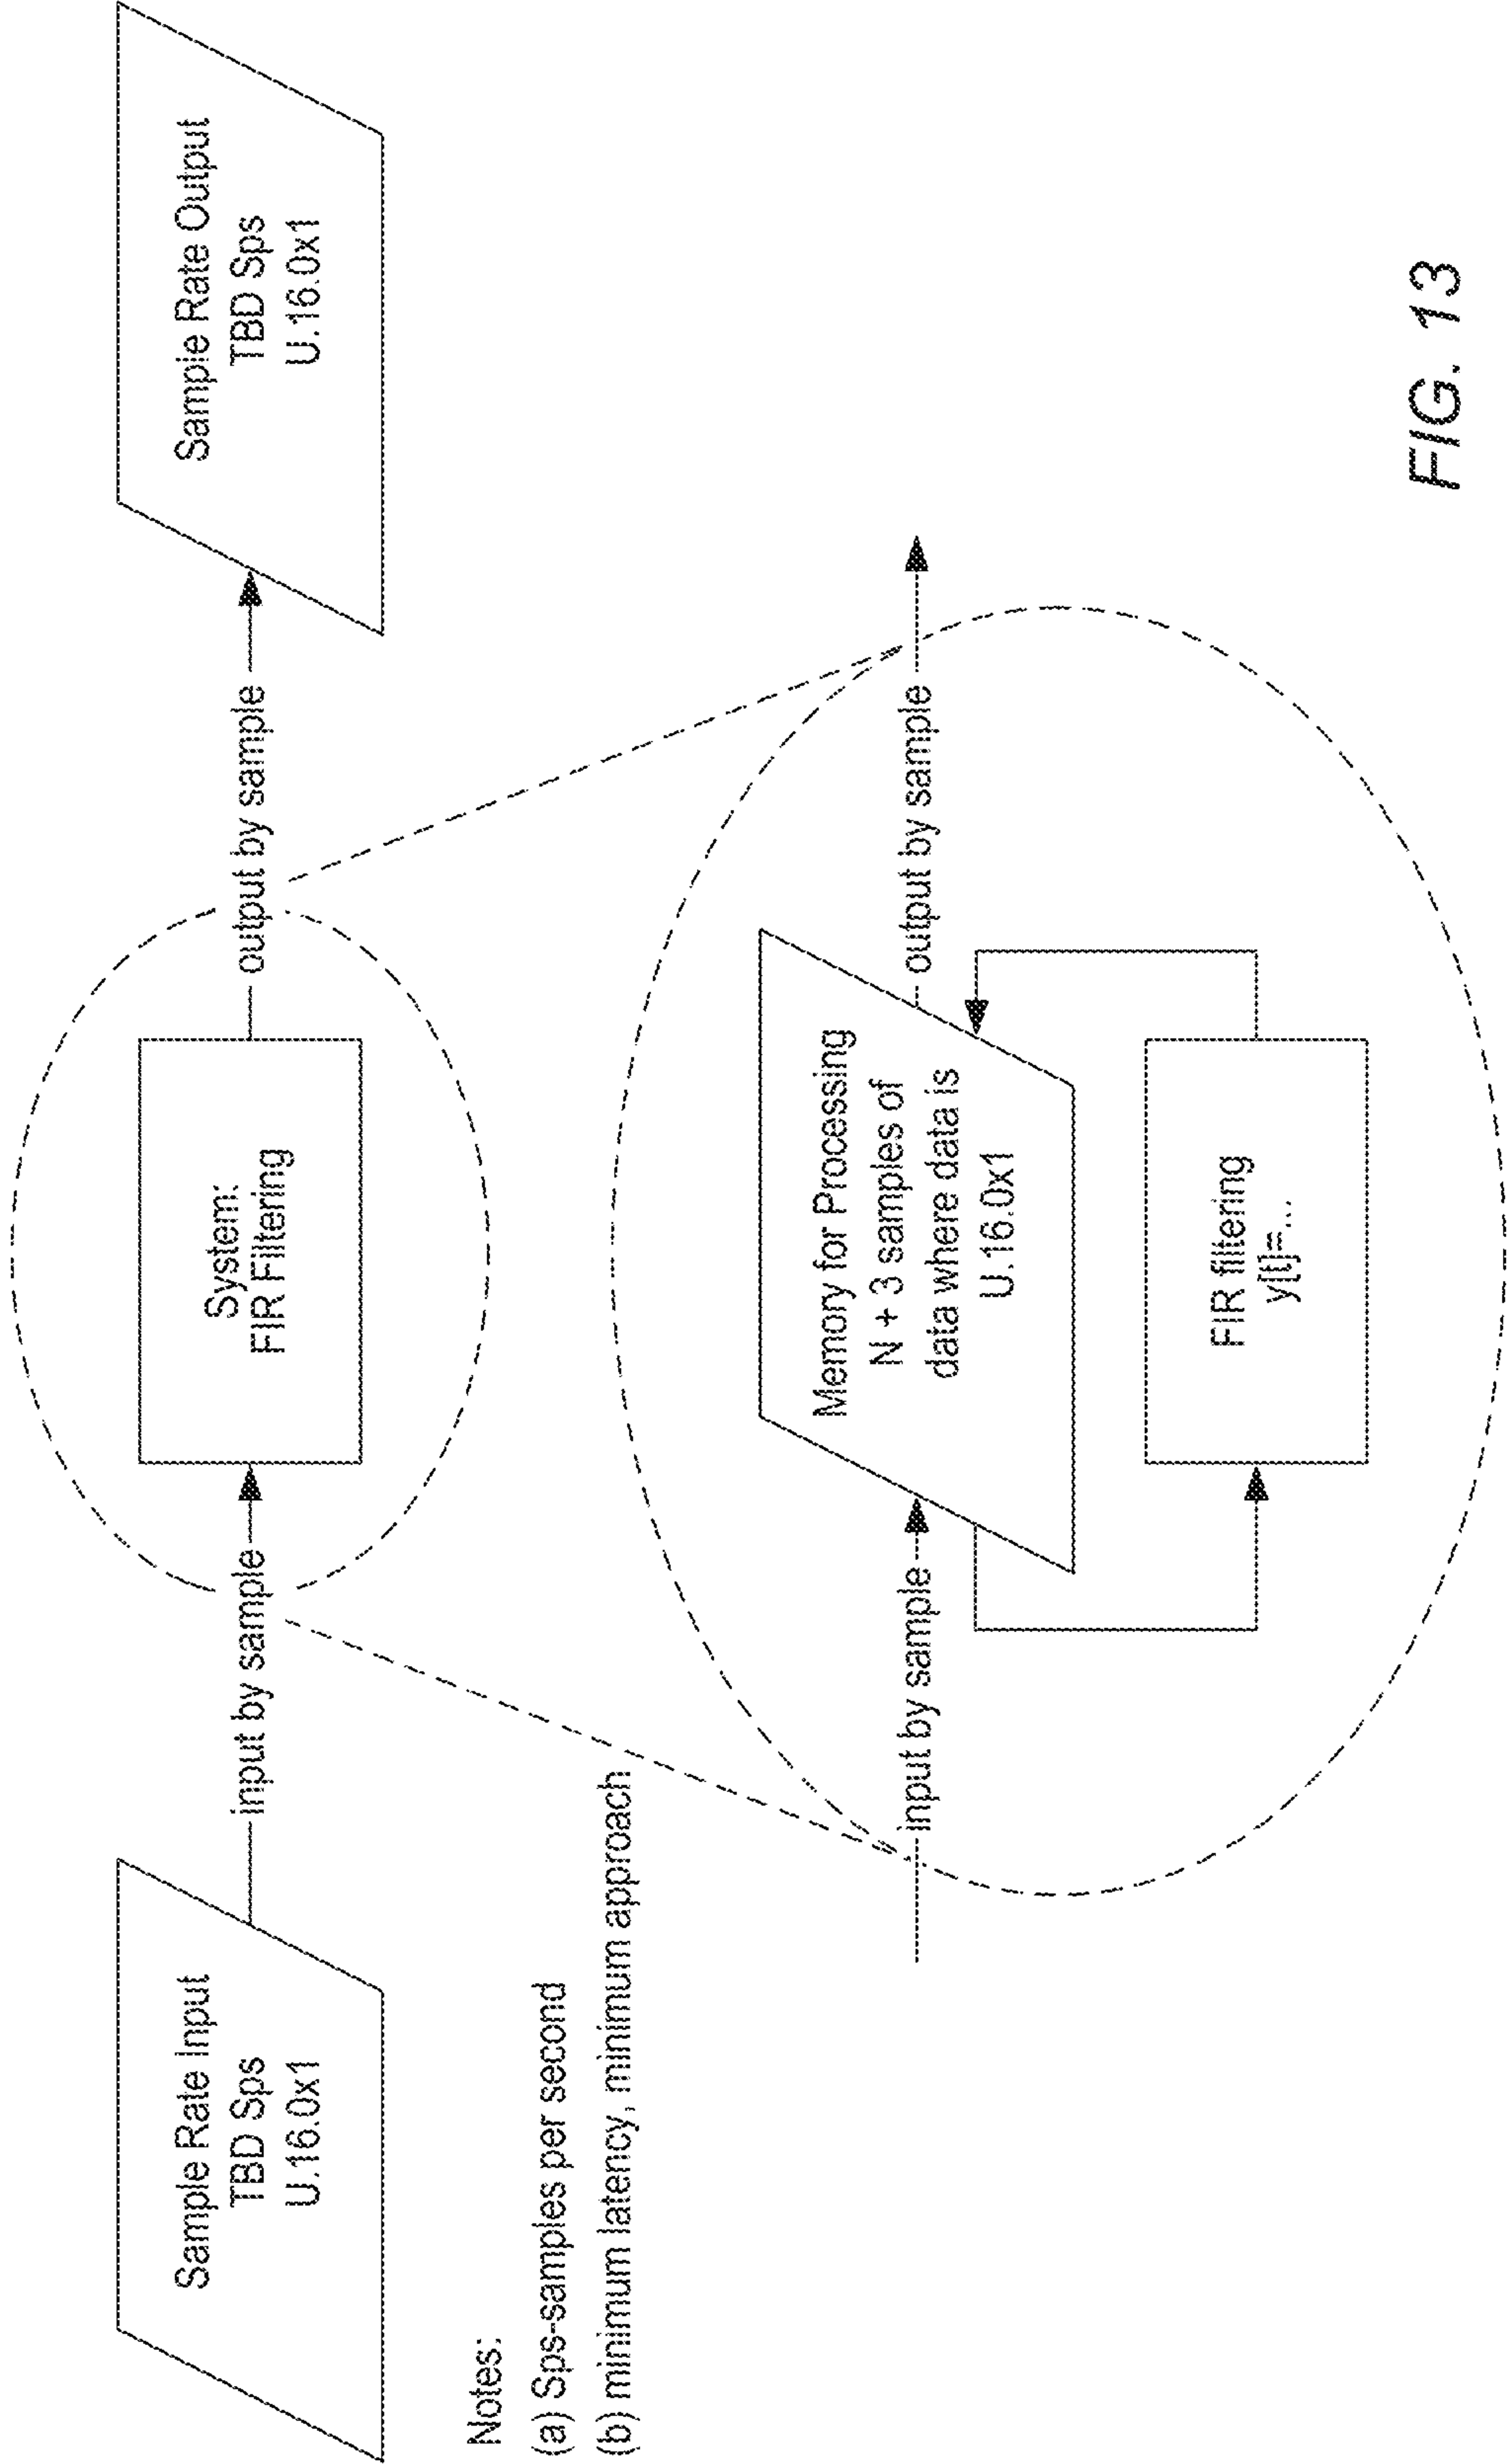 Sample Rate Input
TBD Sps
U.16.0x1
input by sample
System:
FIR Filtering
output by sample
Sample Rate Output
TBD Sps
U.16.0x1
Notes:
(a) Sps-samples per second
(b) minimum latency, minimum approach
input by sample
Memory for Processing
N + 3 samples of
data where data is
U.16.0x1
output by sample
FIR filtering
y[t]=...
FIG. 13